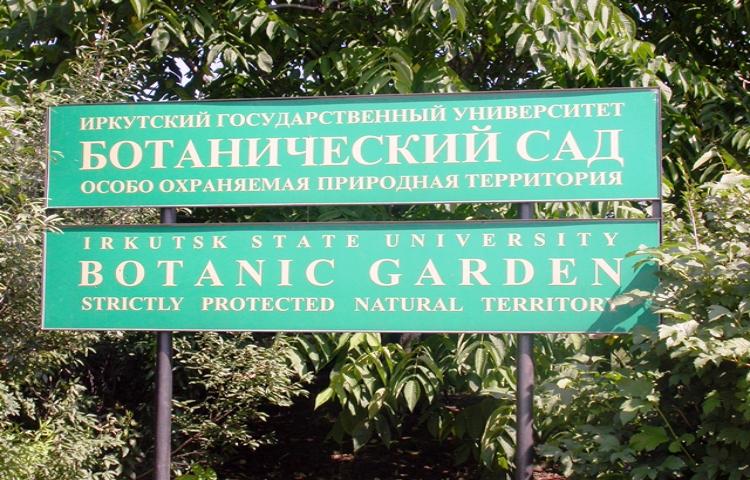 ИРКУТСКИЙ ГОСУДАРСТВЕННЫЙ УНИВЕРСИТЕТ
БОТАНИЧЕСКИЙ САД
ОСОБО ОХРАНЯЕМАЯ ПРИРОДНАЯ ТЕРРИТОРИЯ
IRKUTSK STATE UNIVERSITY
BOTANIC GARDEN
STRICTLY PROTECTED NATURAL TERRITORY